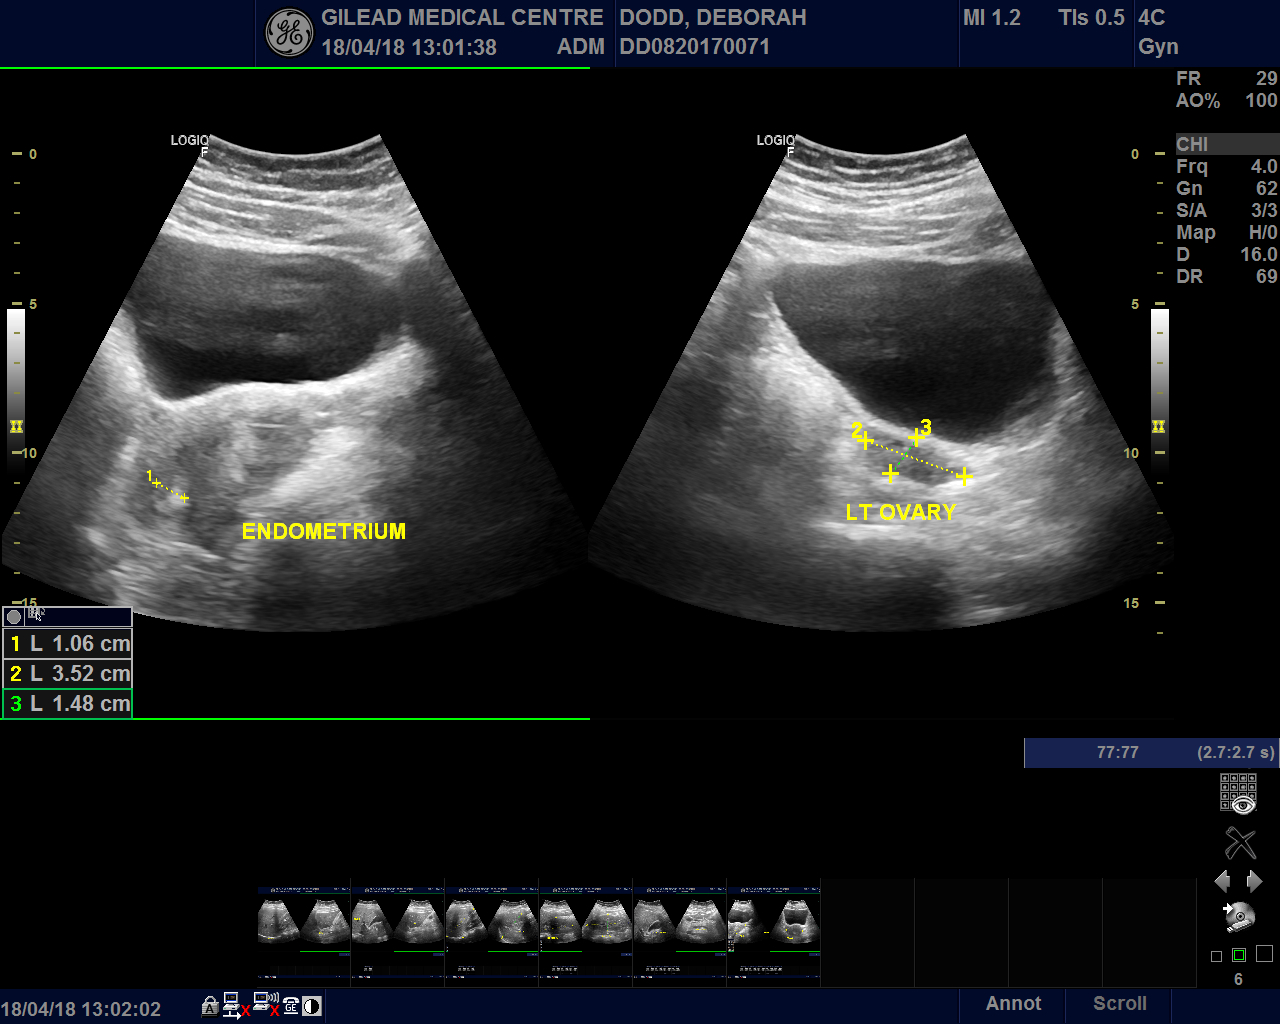 GILEAD MEDICAL CENTRE
18/04/18 13:01:38 ADM
DODD, DEBORAH
DD0820170071
MI 1.2 TIs 0.5
4C
Gyn
FR 29
AO% 100
CHI
Frq 4.0
Gn 62
S/A 3/3
Map H/0
D 16.0
DR 69
LOGIQ
F
0
5
10
15
1
ENDOMETRIUM
LOGIQ
F
0
5
10
15
2
3
LT OVARY
1 L 1.06 cm
2 L 3.52 cm
3 L 1.48 cm
77:77 (2.7:2.7 s)
6
18/04/18 13:02:02
A
GE
Annot
Scroll